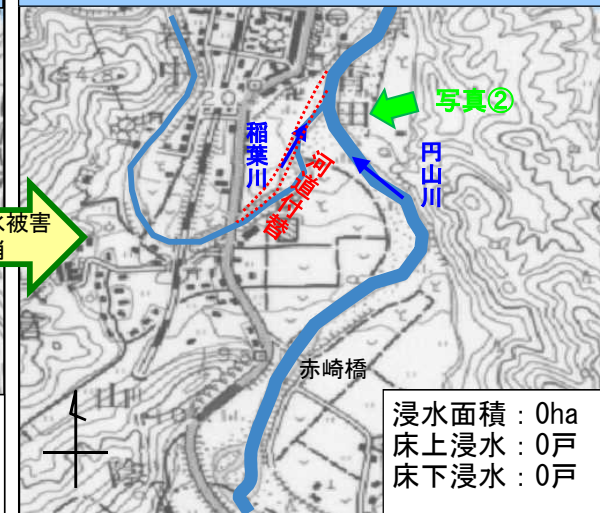 写真②
稲葉川
円山川
河道付替
水被害
消
赤崎橋
浸水面積：0ha
床上浸水：0戸
床下浸水：0戸